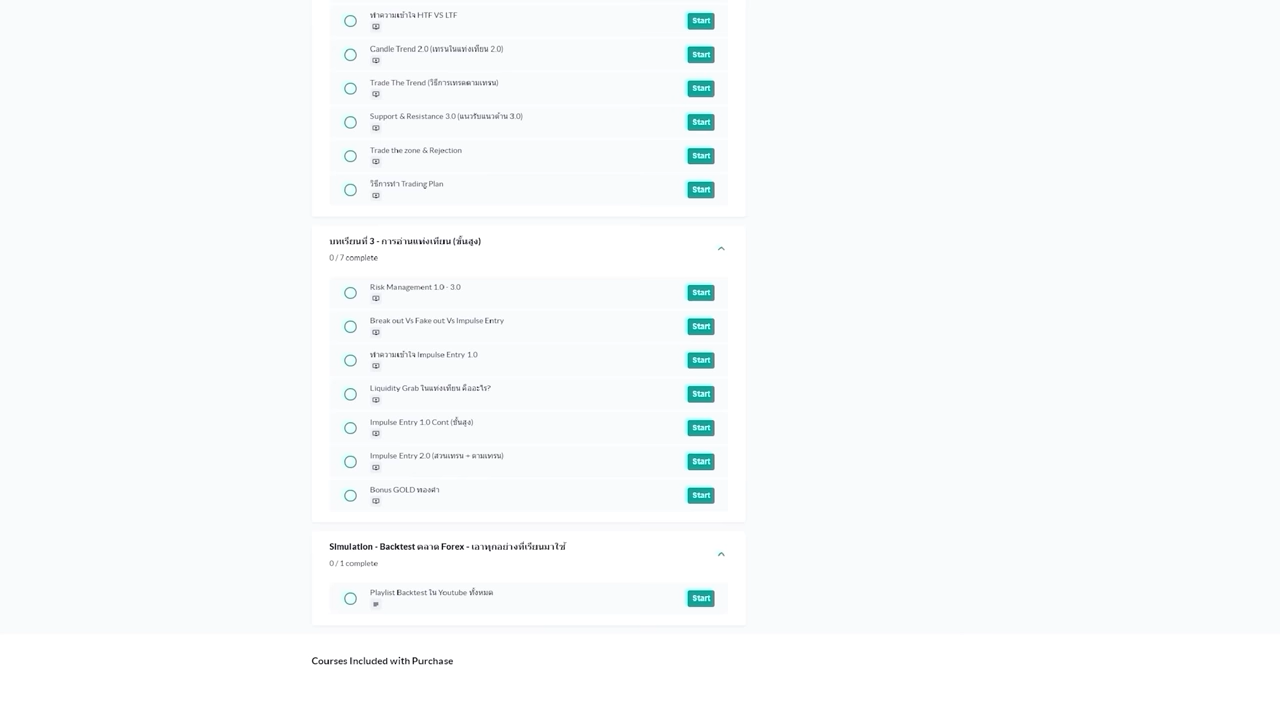 ทำความเข้าใจ HTF VS LTF
Start
Candle Trend 2.0 (เทรนในแท่งเทียน 2.0)
Start
Trade The Trend (วิธีการเทรดตามเทรน)
Start
Support & Resistance 3.0 (แนวรับแนวต้าน 3.0)
Start
Trade the zone & Rejection
Start
วิธีการทำ Trading Plan
Start
บทเรียนที่ 3 - การอ่านแท่งเทียน (ขั้นสูง)
0 / 7 complete
Risk Management 1.0 - 3.0
Start
Break out Vs Fake out Vs Impulse Entry
Start
ทำความเข้าใจ Impulse Entry 1.0
Start
Liquidity Grab ในแท่งเทียน คืออะไร?
Start
Impulse Entry 1.0 Cont (ขั้นสูง)
Start
Impulse Entry 2.0 (สวนเทรน - ตามเทรน)
Start
Bonus GOLD ทองคำ
Start
Simulation - Backtest ตลาด Forex - เอาทุกอย่างที่เรียนมาใช้
0 / 1 complete
Playlist Backtest ใน Youtube ทั้งหมด
Start
Courses Included with Purchase